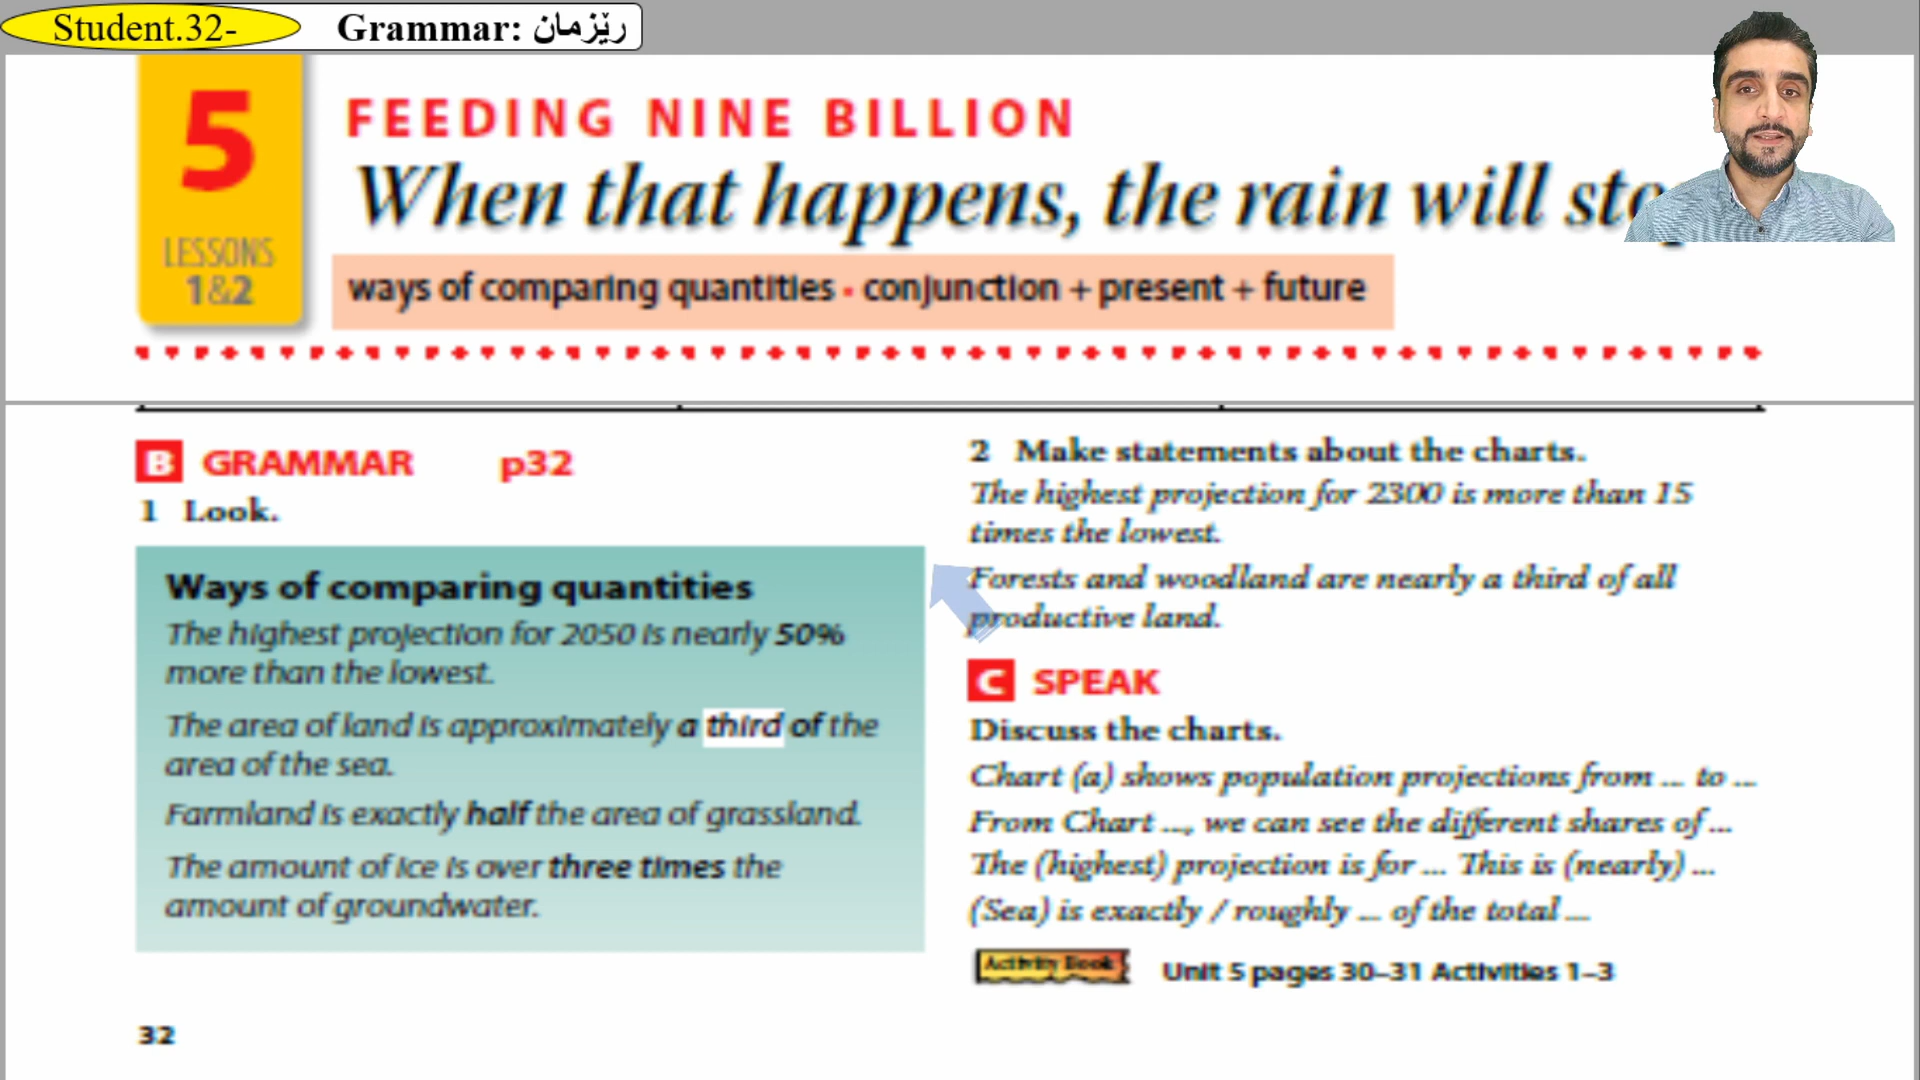 Student.32-
Grammar: ڕێزمان
5
LESSONS
1&2
FEEDING NINE BILLION
When that happens, the rain will
ways of comparing quantities • conjunction + present + future
B GRAMMAR p32
1 Look.
Ways of comparing quantities
The highest projection for 2050 is nearly 50%
more than the lowest.
The area of land is approximately a third of the
area of the sea.
Farmland is exactly half the area of grassland.
The amount of ice is over three times the
amount of groundwater.
2 Make statements about the charts.
The highest projection for 2300 is more than 15
times the lowest.
Forests and woodland are nearly a third of all
productive land.
C SPEAK
Discuss the charts.
Chart (a) shows population projections from ... to ...
From Chart ..., we can see the different shares of ...
The (highest) projection is for ... This is (nearly) ...
(Sea) is exactly / roughly ... of the total ...
Activity Book Unit 5 pages 30–31 Activities 1–3
32